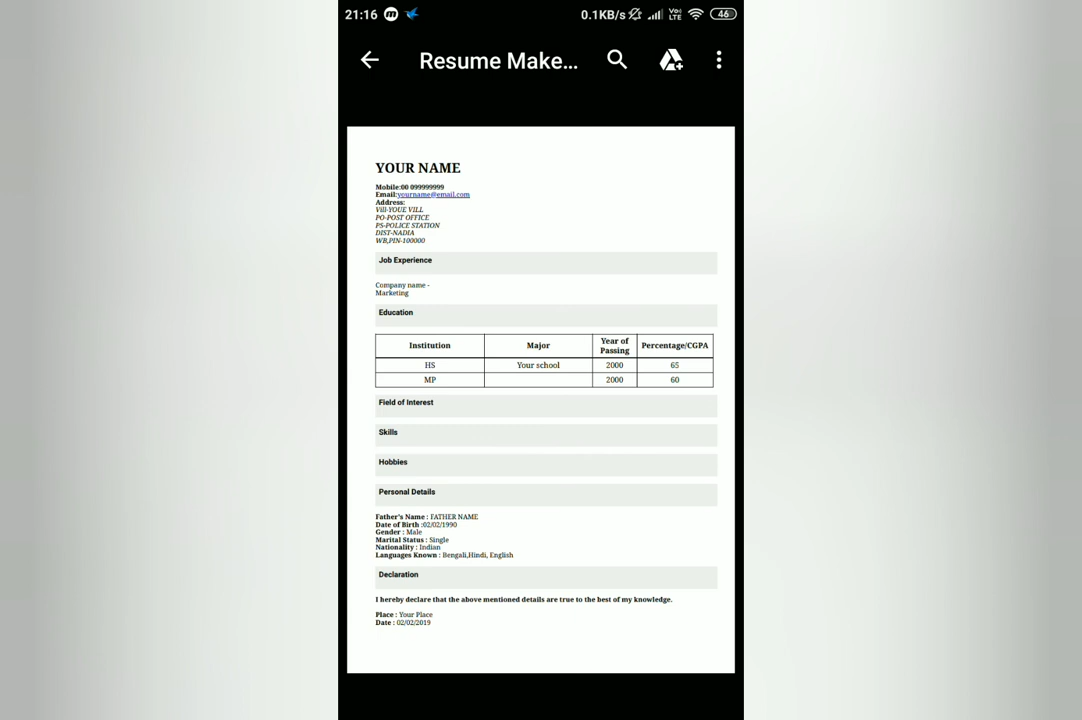 21:16 0.1KB/s Vo) LTE 46
Resume Make...
YOUR NAME
Mobile:00 099999999
Email:yourname@email.com
Address:
Vill-YOUE VILL
PO-POST OFFICE
PS-POLICE STATION
DIST-NADIA
WB,PIN-100000
Job Experience
Company name -
Marketing
Education
Institution Major Year of Passing Percentage/CGPA
HS Your school 2000 65
MP 2000 60
Field of Interest
Skills
Hobbies
Personal Details
Father's Name : FATHER NAME
Date of Birth :02/02/1990
Gender : Male
Marital Status : Single
Nationality : Indian
Languages Known : Bengali,Hindi, English
Declaration
I hereby declare that the above mentioned details are true to the best of my knowledge.
Place : Your Place
Date : 02/02/2019